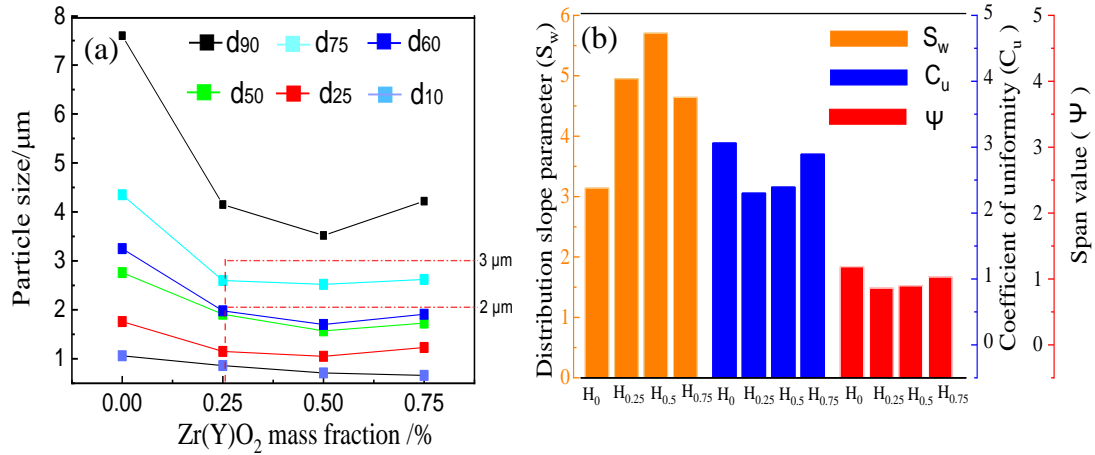 (a)
d90 d75 d60
d50 d25 d10
Particle size/μm
8
7
6
5
4
3
2
1
3 μm
2 μm
0.00 0.25 0.50 0.75
Zr(Y)O2 mass fraction /%
(b)
Sw
Cu
Ψ
Distribution slope parameter (Sw)
6
5
4
3
2
1
0
H0 H0.25 H0.5 H0.75 H0 H0.25 H0.5 H0.75 H0 H0.25 H0.5 H0.75
5
4
3
2
1
0
Coefficient of uniformity (Cu)
5
4
3
2
1
0
Span value ( Ψ )